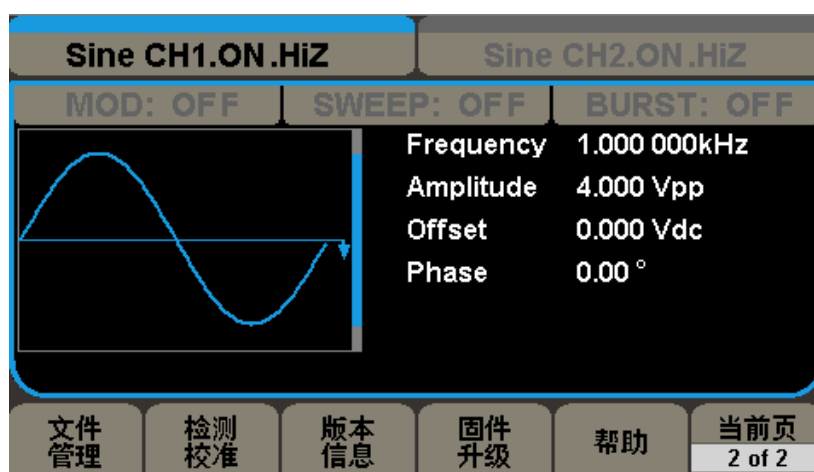 Sine CH1.ON.HiZ
Sine CH2.ON.HiZ
MOD: OFF
SWEEP: OFF
BURST: OFF
Frequency 1.000 000kHz
Amplitude 4.000 Vpp
Offset 0.000 Vdc
Phase 0.00 °
文件
管理
检测
校准
版本
信息
固件
升级
帮助
当前页
2 of 2